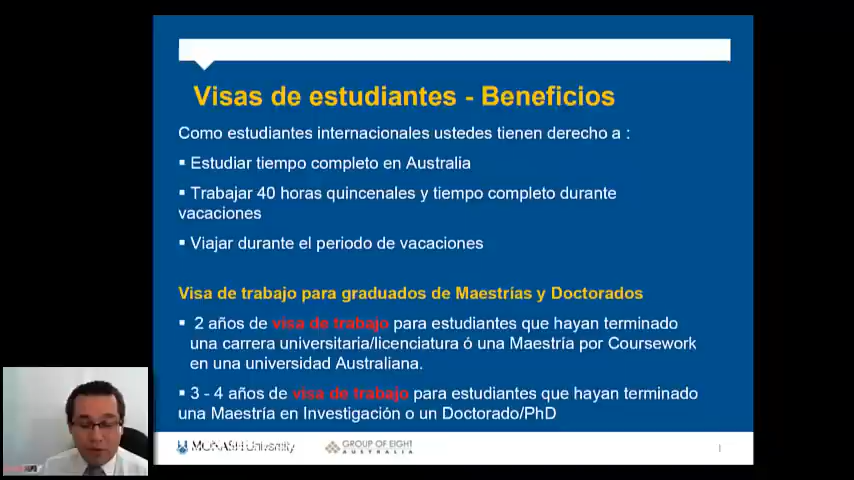 Visas de estudiantes - Beneficios
Como estudiantes internacionales ustedes tienen derecho a :
▪ Estudiar tiempo completo en Australia
▪ Trabajar 40 horas quincenales y tiempo completo durante
vacaciones
▪ Viajar durante el periodo de vacaciones
Visa de trabajo para graduados de Maestrías y Doctorados
▪ 2 años de visa de trabajo para estudiantes que hayan terminado
una carrera universitaria/licenciatura ó una Maestría por Coursework
en una universidad Australiana.
▪ 3 - 4 años de visa de trabajo para estudiantes que hayan terminado
una Maestría en Investigación o un Doctorado/PhD
MONASH University
GROUP OF EIGHT
AUSTRALIA